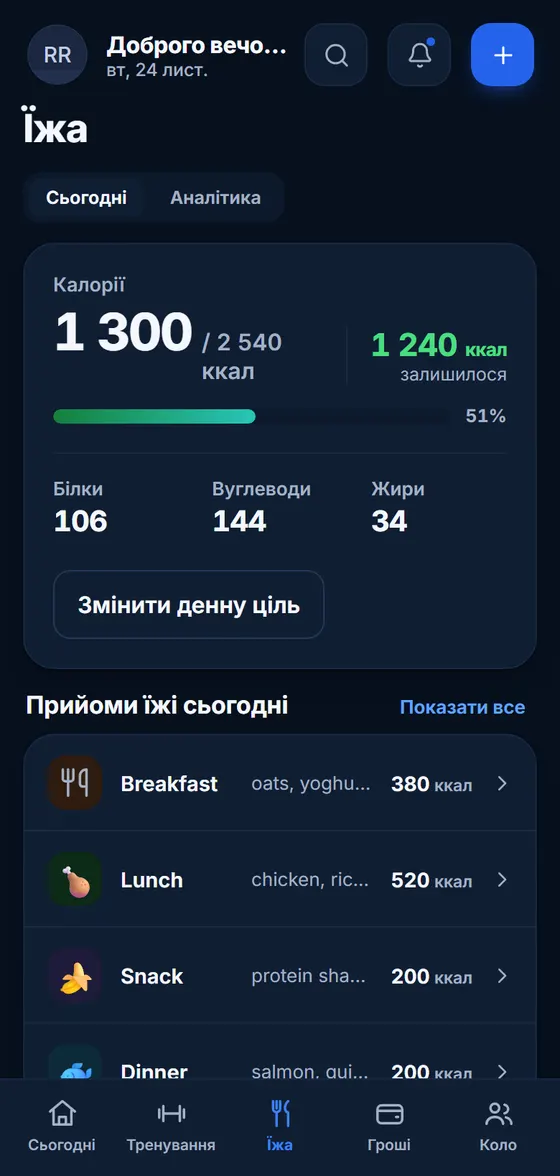 RR
Доброго вечо...
вт, 24 лист.
Їжа
Сьогодні
Аналітика
Калорії
1 300 / 2 540 ккал
1 240 ккал
залишилося
51%
Білки
106
Вуглеводи
144
Жири
34
Змінити денну ціль
Прийоми їжі сьогодні
Показати все
Breakfast oats, yoghu... 380 ккал
Lunch chicken, ric... 520 ккал
Snack protein sha... 200 ккал
Dinner salmon, qui... 200 ккал
Сьогодні
Тренування
Їжа
Гроші
Коло